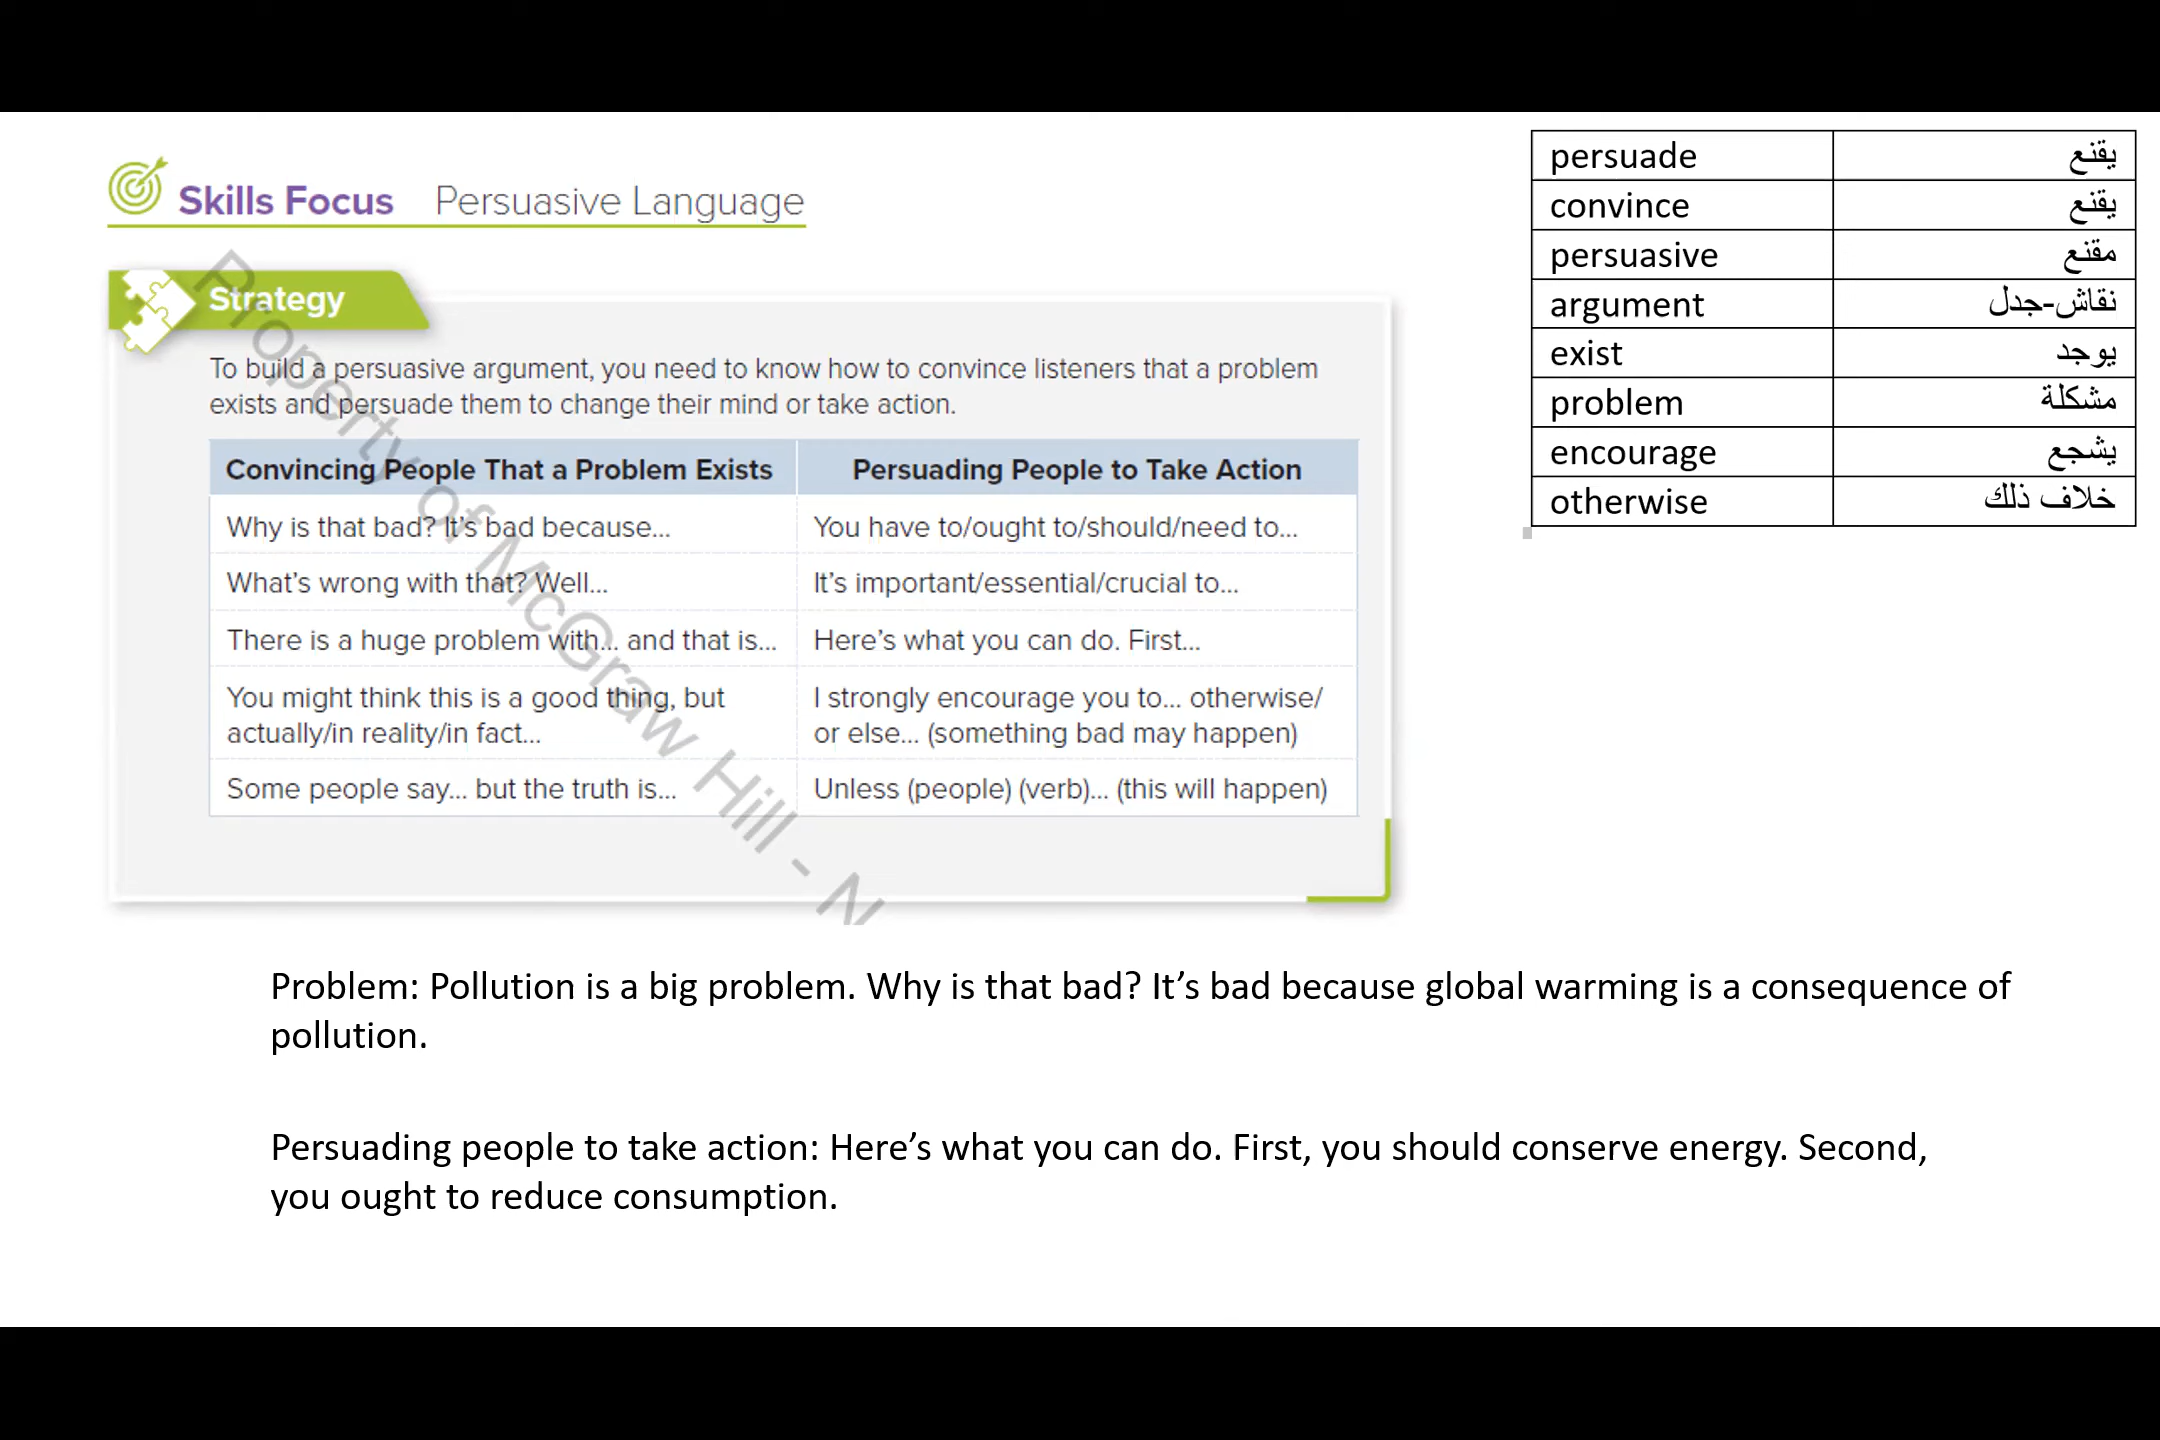 Skills Focus Persuasive Language
Strategy
To build a persuasive argument, you need to know how to convince listeners that a problem
exists and persuade them to change their mind or take action.
Convincing People That a Problem Exists Persuading People to Take Action
Why is that bad? It's bad because... You have to/ought to/should/need to...
What's wrong with that? Well... It's important/essential/crucial to...
There is a huge problem with... and that is... Here's what you can do. First...
You might think this is a good thing, but
actually/in reality/in fact...
I strongly encourage you to... otherwise/
or else... (something bad may happen)
Some people say... but the truth is... Unless (people) (verb)... (this will happen)
Property of McGraw Hill - N
persuade يقنع
convince يقنع
persuasive مقنع
argument نقاش-جدل
exist يوجد
problem مشكلة
encourage يشجع
otherwise خلاف ذلك
Problem: Pollution is a big problem. Why is that bad? It's bad because global warming is a consequence of
pollution.
Persuading people to take action: Here's what you can do. First, you should conserve energy. Second,
you ought to reduce consumption.